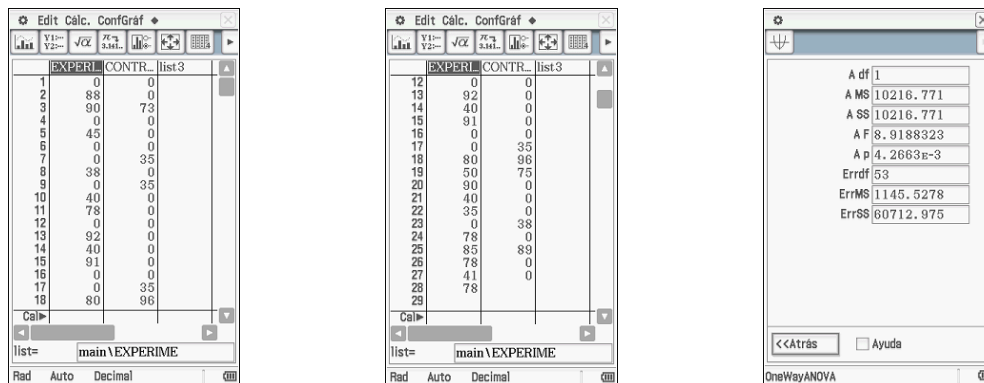 Edit Cálc. ConfGráf ◆
Y1:... Y2:... √α π 3.141..
EXPERI... CONTR... list3
1 0 0
2 88 0
3 90 73
4 0 0
5 45 0
6 0 0
7 0 35
8 38 0
9 0 35
10 40 0
11 78 0
12 0 0
13 92 0
14 40 0
15 91 0
16 0 0
17 0 35
18 80 96
Cal▶
list= main\EXPERIME
Rad Auto Decimal
Edit Cálc. ConfGráf ◆
Y1:... Y2:... √α π 3.141..
EXPERI... CONTR... list3
12 0 0
13 92 0
14 40 0
15 91 0
16 0 0
17 0 35
18 80 96
19 50 75
20 90 0
21 40 0
22 35 0
23 0 38
24 78 0
25 85 89
26 78 0
27 41 0
28 78
29
Cal▶
list= main\EXPERIME
Rad Auto Decimal
A df 1
A MS 10216.771
A SS 10216.771
A F 8.9188323
A p 4.2663E-3
Errdf 53
ErrMS 1145.5278
ErrSS 60712.975
<<Atrás Ayuda
OneWayANOVA